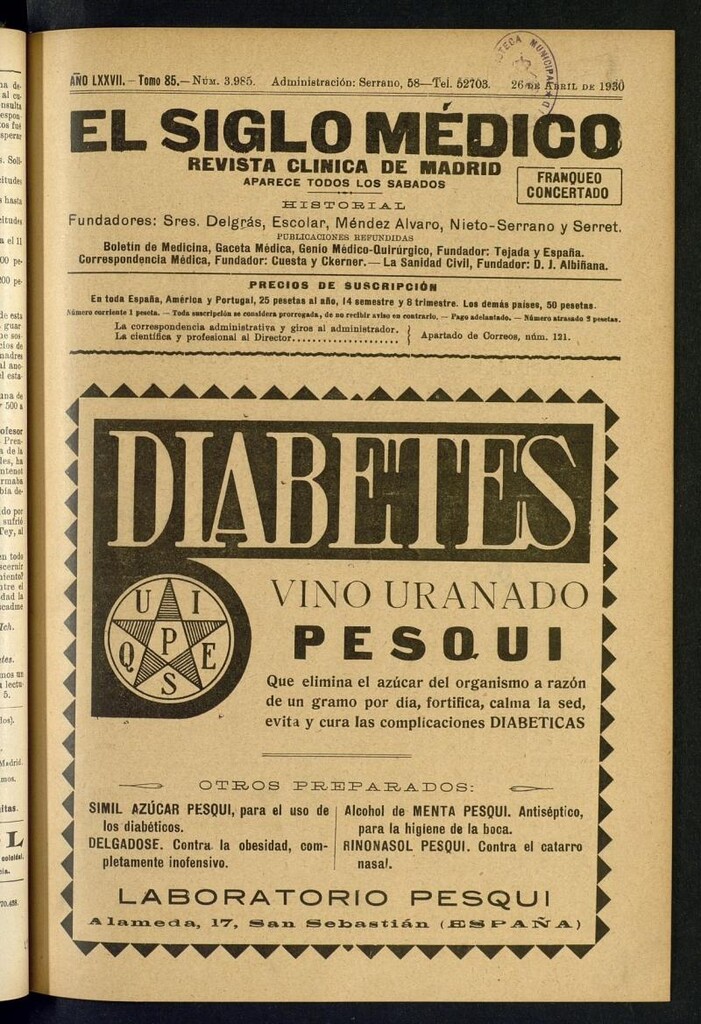 AÑO LXXVII.—Tomo 85.—NÚM. 3.985. Administración: Serrano, 58—Tel. 52703. 26 DE ABRIL DE 1930
EL SIGLO MÉDICO
REVISTA CLINICA DE MADRID
APARECE TODOS LOS SABADOS
FRANQUEO
CONCERTADO
HISTORIAL
Fundadores: Sres. Delgrás, Escolar, Méndez Alvaro, Nieto-Serrano y Serret.
PUBLICACIONES REFUNDIDAS
Boletín de Medicina, Gaceta Médica, Genio Médico-Quirúrgico, Fundador: Tejada y España.
Correspondencia Médica, Fundador: Cuesta y Ckerner.—La Sanidad Civil, Fundador: D. J. Albiñana.
PRECIOS DE SUSCRIPCIÓN
En toda España, América y Portugal, 25 pesetas al año, 14 semestre y 8 trimestre. Los demás países, 50 pesetas.
Número corriente 1 peseta. — Toda suscripción se considera prorrogada, de no recibir aviso en contrario. — Pago adelantado. — Número atrasado 2 pesetas.
La correspondencia administrativa y giros al administrador.
La científica y profesional al Director.....................
Apartado de Correos, núm. 121.
DIABETES
U I P Q E S
VINO URANADO
PESQUI
Que elimina el azúcar del organismo a razón
de un gramo por día, fortifica, calma la sed,
evita y cura las complicaciones DIABETICAS
OTROS PREPARADOS:
SIMIL AZÚCAR PESQUI, para el uso de
los diabéticos.
DELGADOSE. Contra la obesidad, com-
pletamente inofensivo.
Alcohol de MENTA PESQUI. Antiséptico,
para la higiene de la boca.
RINONASOL PESQUI. Contra el catarro
nasal.
LABORATORIO PESQUI
Alameda, 17, San Sebastián (ESPAÑA)